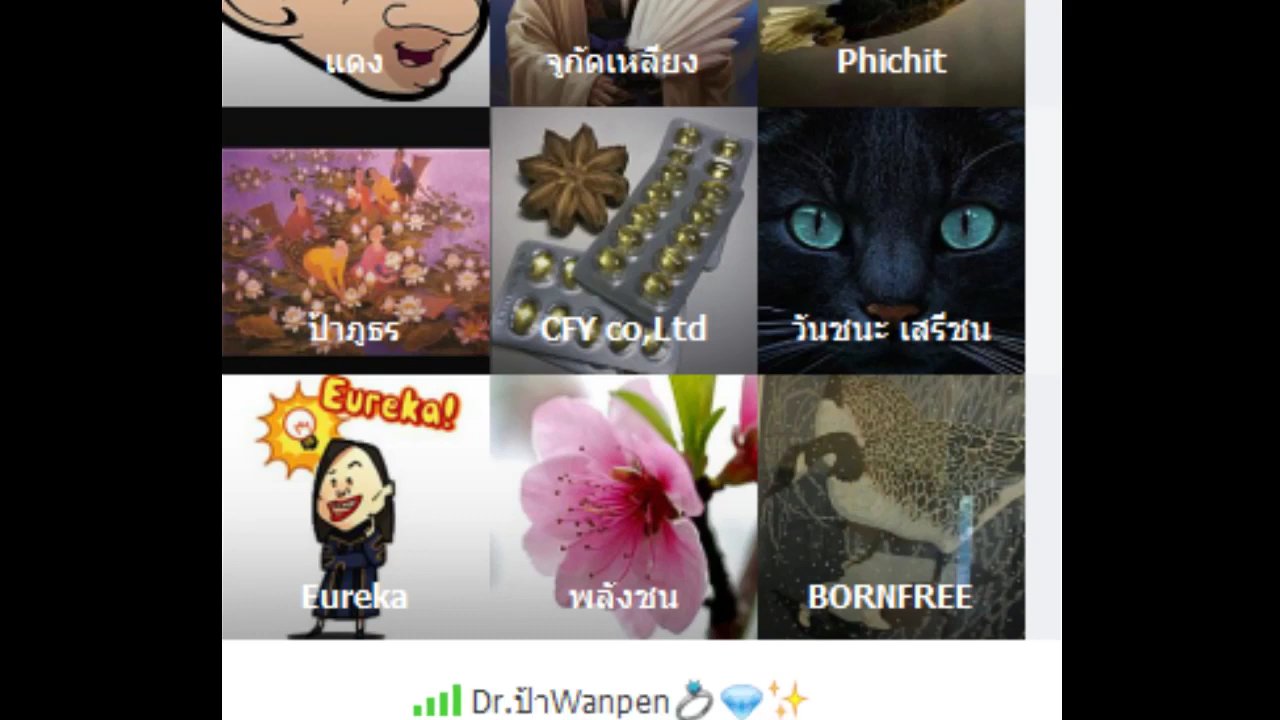 แดง
จูกัดเหลียง
Phichit
ป้าภูธร
CFY co,Ltd
วันชนะ เสรีชน
Eureka!
Eureka
พลังชน
BORNFREE
Dr.ป้าWanpen💍💎✨